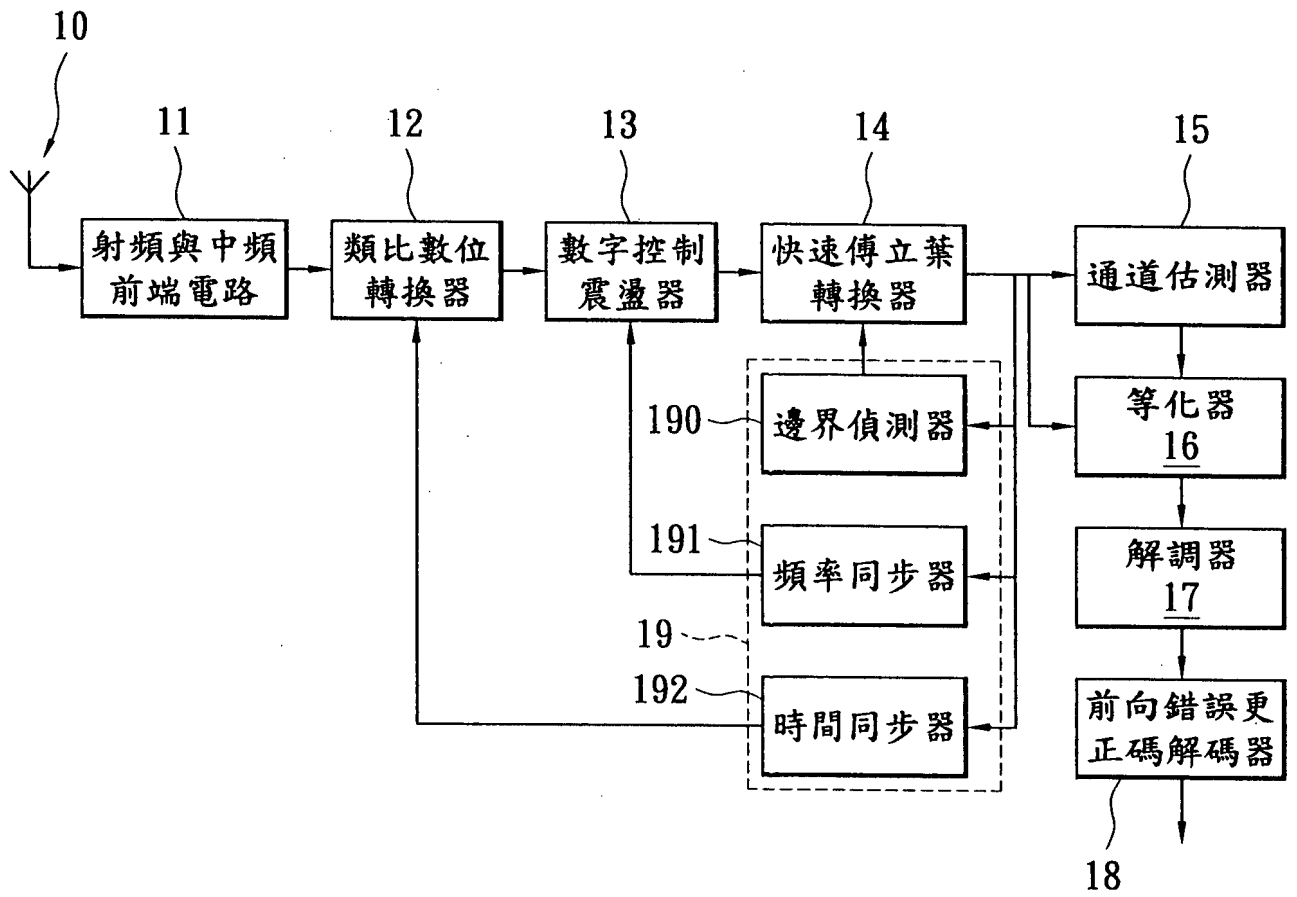 10
11
12
13
14
15
射頻與中頻
前端電路
類比數位
轉換器
數字控制
震盪器
快速傅立葉
轉換器
通道估測器
190
邊界偵測器
等化器
16
191
頻率同步器
解調器
17
19
192
時間同步器
前向錯誤更
正碼解碼器
18